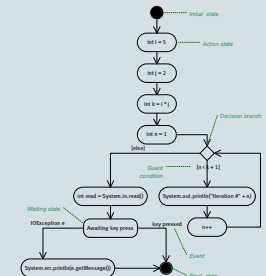 Initial state
int i = 5
Action state
int j = 2
int k = i * j
int n = 1
Decision branch
[else]
[n < k + 1]
Guard
condition
int read = System.in.read()
System.out.println("Iteration #" + n)
Waiting state
IOException e
Awaiting key press
key pressed
n++
Event
System.err.println(e.getMessage())
Final state